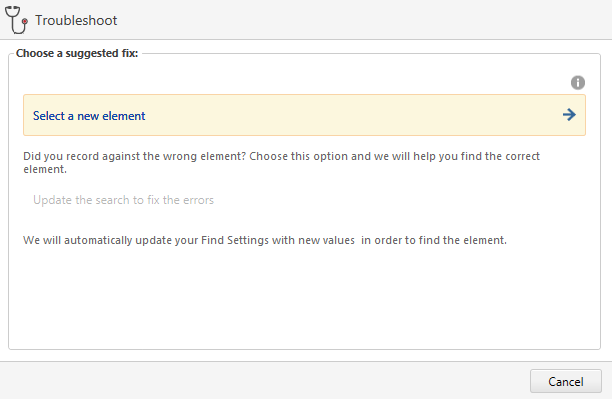 Troubleshoot
Choose a suggested fix:
Select a new element
Did you record against the wrong element? Choose this option and we will help you find the correct
element.
Update the search to fix the errors
We will automatically update your Find Settings with new values  in order to find the element.
Cancel